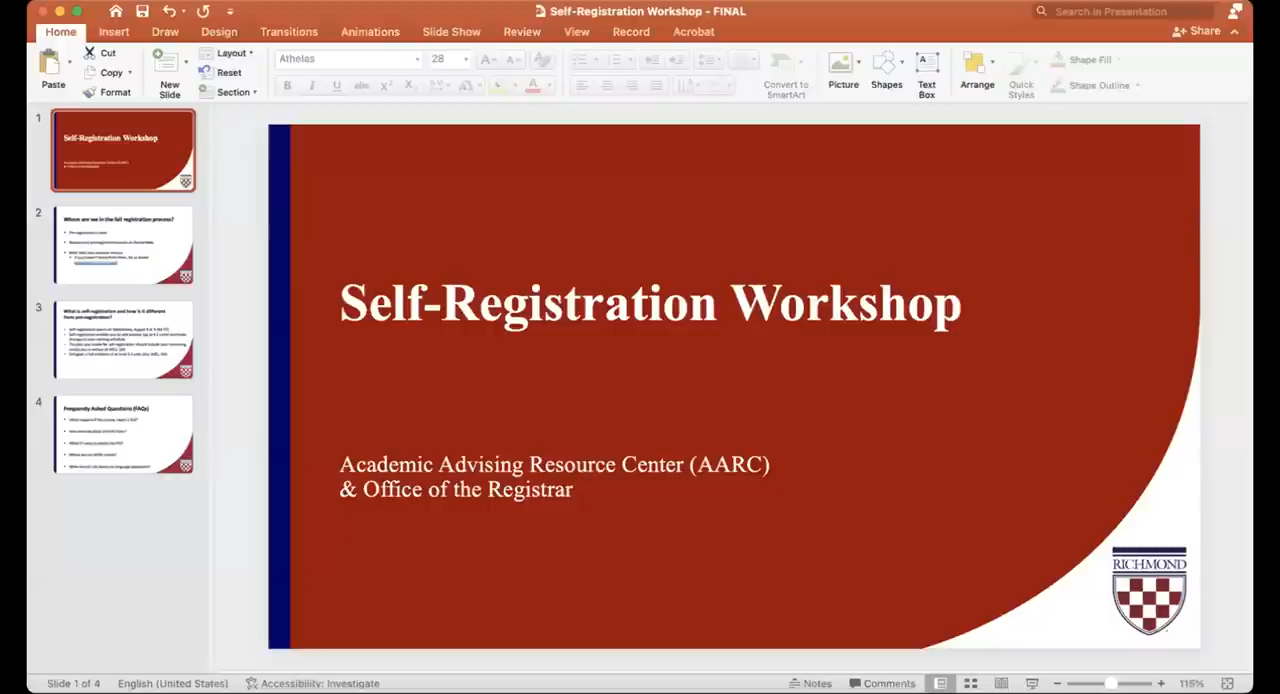 Self-Registration Workshop - FINAL
Search in Presentation
Home Insert Draw Design Transitions Animations Slide Show Review View Record Acrobat Share
Paste Cut Copy Format
New Slide
Layout Reset Section
Athelas 28
Convert to SmartArt
Picture Shapes Text Box
Arrange Quick Styles
Shape Fill
Shape Outline
1
Self-Registration Workshop
2
Where are we in the fall registration process?
3
What is self-registration and how is it different from pre-registration?
4
Frequently Asked Questions (FAQs)
Self-Registration Workshop
Academic Advising Resource Center (AARC)
& Office of the Registrar
RICHMOND
Slide 1 of 4 English (United States) Accessibility: Investigate Notes Comments 115%